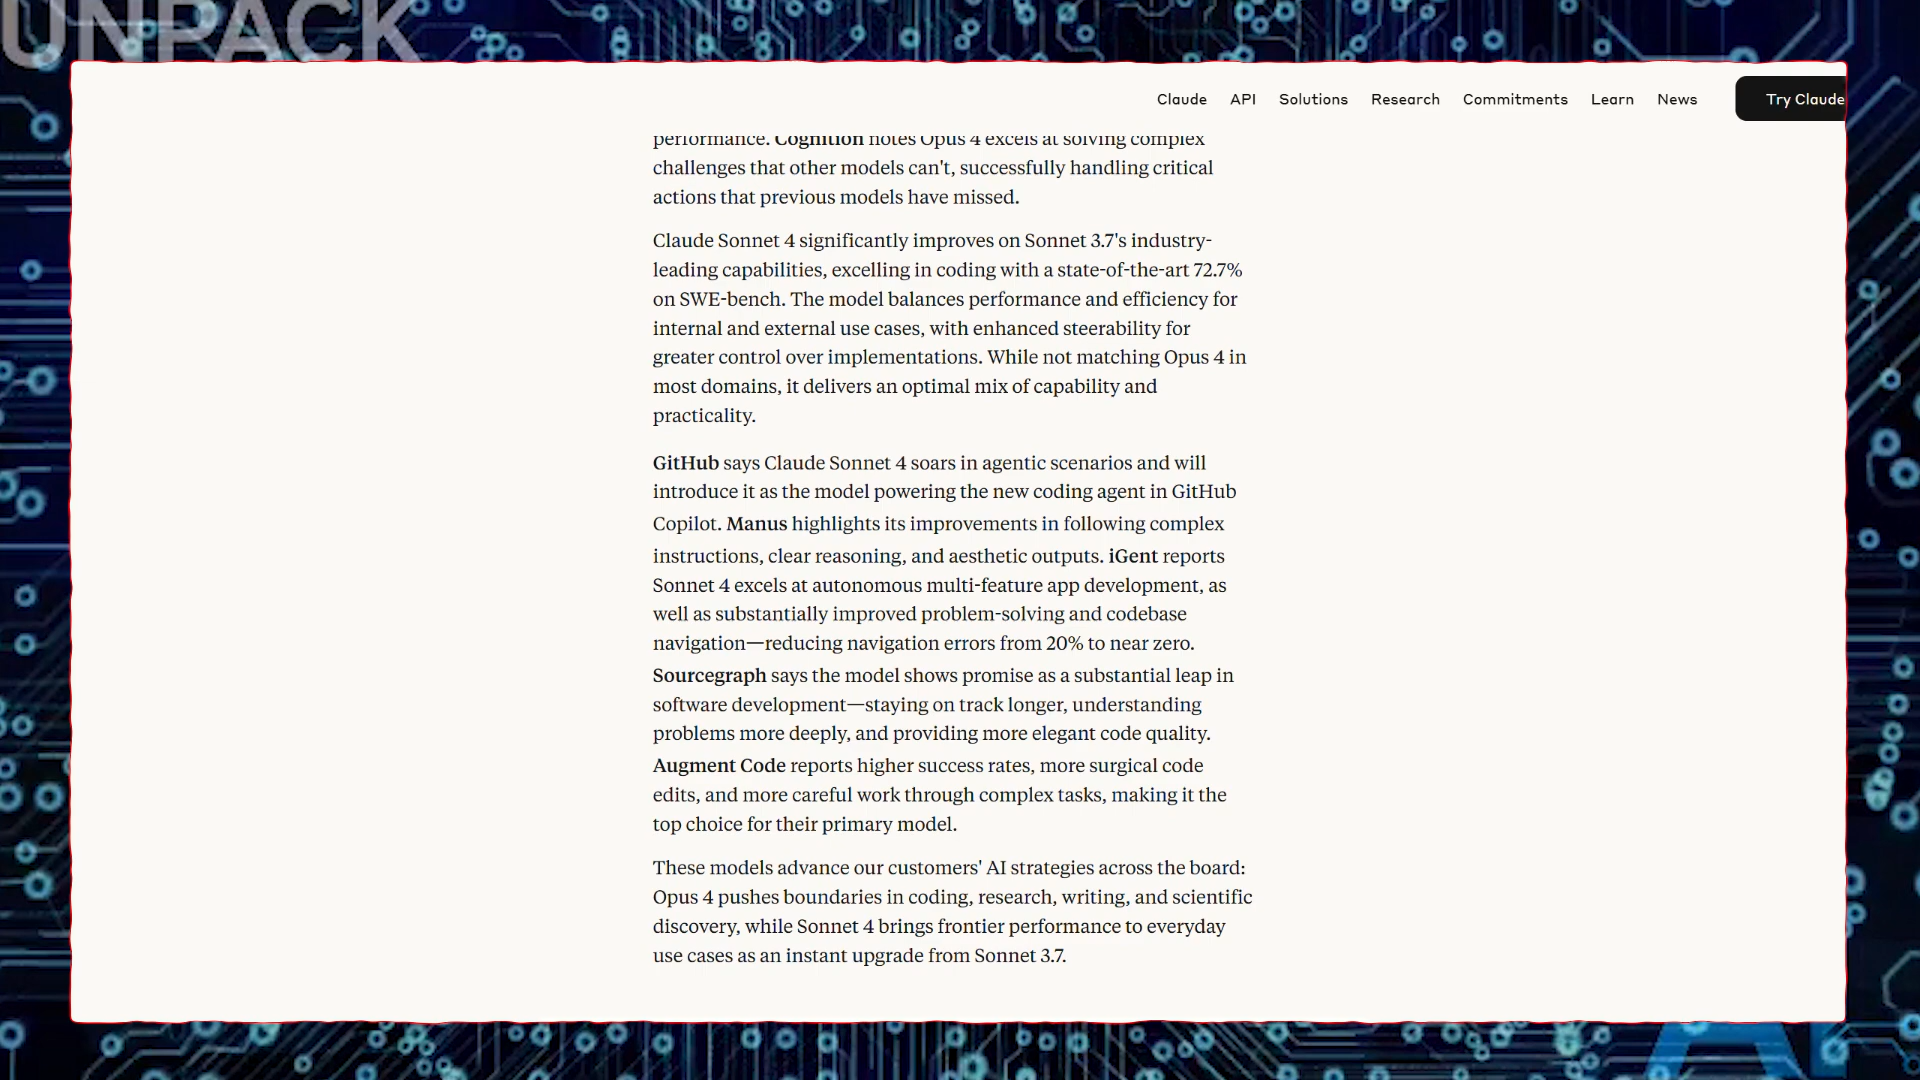 UNPACK
Claude API Solutions Research Commitments Learn News Try Claude
performance. Cognition notes Opus 4 excels at solving complex
challenges that other models can't, successfully handling critical
actions that previous models have missed.
Claude Sonnet 4 significantly improves on Sonnet 3.7's industry-
leading capabilities, excelling in coding with a state-of-the-art 72.7%
on SWE-bench. The model balances performance and efficiency for
internal and external use cases, with enhanced steerability for
greater control over implementations. While not matching Opus 4 in
most domains, it delivers an optimal mix of capability and
practicality.
GitHub says Claude Sonnet 4 soars in agentic scenarios and will
introduce it as the model powering the new coding agent in GitHub
Copilot. Manus highlights its improvements in following complex
instructions, clear reasoning, and aesthetic outputs. iGent reports
Sonnet 4 excels at autonomous multi-feature app development, as
well as substantially improved problem-solving and codebase
navigation—reducing navigation errors from 20% to near zero.
Sourcegraph says the model shows promise as a substantial leap in
software development—staying on track longer, understanding
problems more deeply, and providing more elegant code quality.
Augment Code reports higher success rates, more surgical code
edits, and more careful work through complex tasks, making it the
top choice for their primary model.
These models advance our customers' AI strategies across the board:
Opus 4 pushes boundaries in coding, research, writing, and scientific
discovery, while Sonnet 4 brings frontier performance to everyday
use cases as an instant upgrade from Sonnet 3.7.